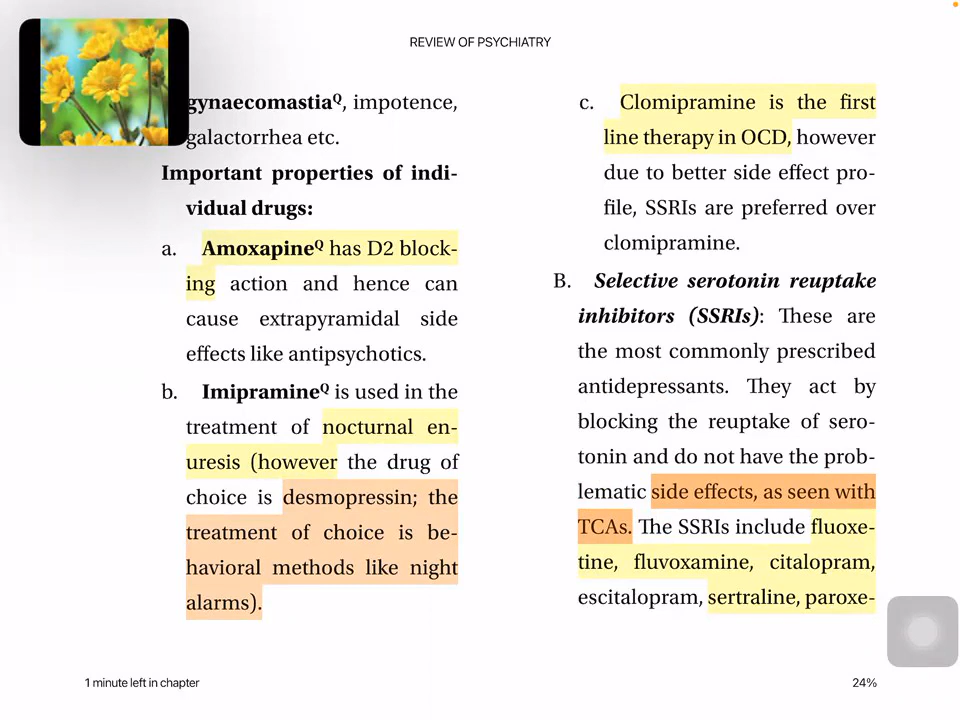 REVIEW OF PSYCHIATRY
gynaecomastiaQ, impotence,
galactorrhea etc.
Important properties of indi-
vidual drugs:
a. AmoxapineQ has D2 block-
ing action and hence can
cause extrapyramidal side
effects like antipsychotics.
b. ImipramineQ is used in the
treatment of nocturnal en-
uresis (however the drug of
choice is desmopressin; the
treatment of choice is be-
havioral methods like night
alarms).
c. Clomipramine is the first
line therapy in OCD, however
due to better side effect pro-
file, SSRIs are preferred over
clomipramine.
B. Selective serotonin reuptake
inhibitors (SSRIs): These are
the most commonly prescribed
antidepressants. They act by
blocking the reuptake of sero-
tonin and do not have the prob-
lematic side effects, as seen with
TCAs. The SSRIs include fluoxe-
tine, fluvoxamine, citalopram,
escitalopram, sertraline, paroxe-
1 minute left in chapter
24%